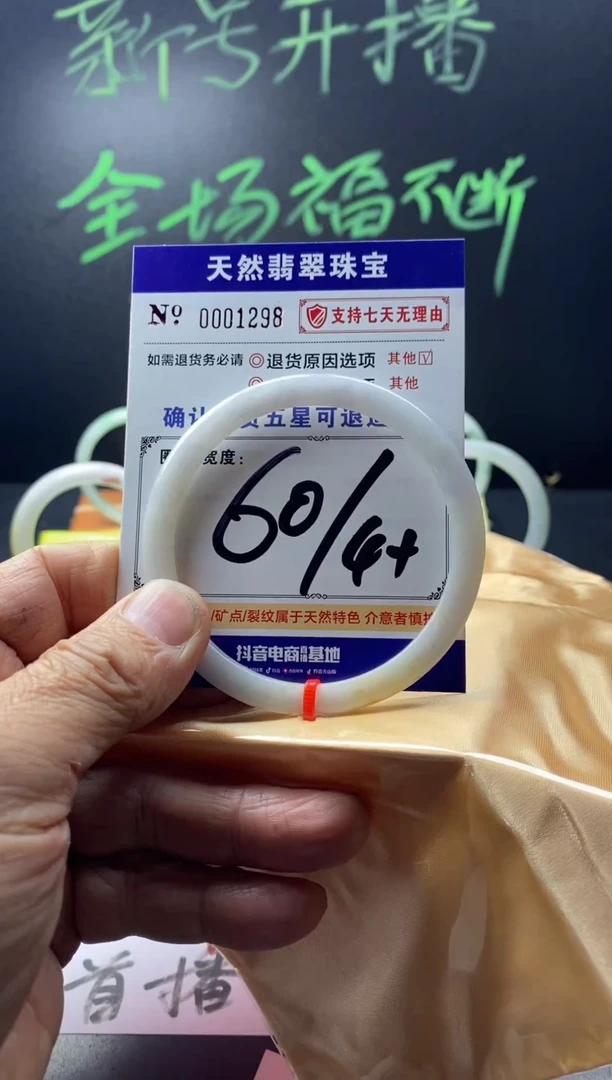 新号开播
全场福不断
天然翡翠珠宝
Nº 0001298 支持七天无理由
如需退货务必请 ◎退货原因选项 其他☑
◎ 其他
确认 五星可退
圈 宽度:
60/4+
/矿点/裂纹属于天然特色 介意者慎拍
抖音电商直播基地
首播